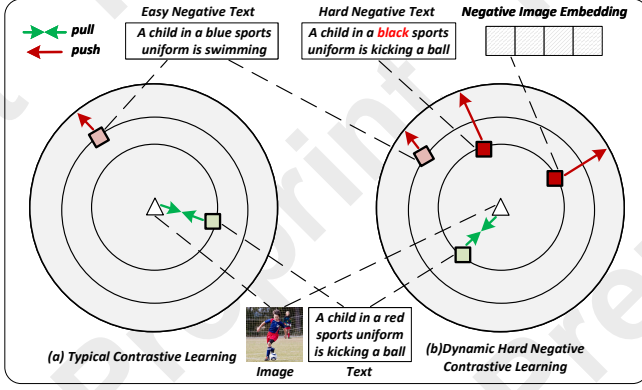 Easy Negative Text
Hard Negative Text
Negative Image Embedding
pull
push
A child in a blue sports
uniform is swimming
A child in a black sports
uniform is kicking a ball
A child in a red
sports uniform
is kicking a ball
Image
Text
(a) Typical Contrastive Learning
(b)Dynamic Hard Negative
Contrastive Learning
Preprint